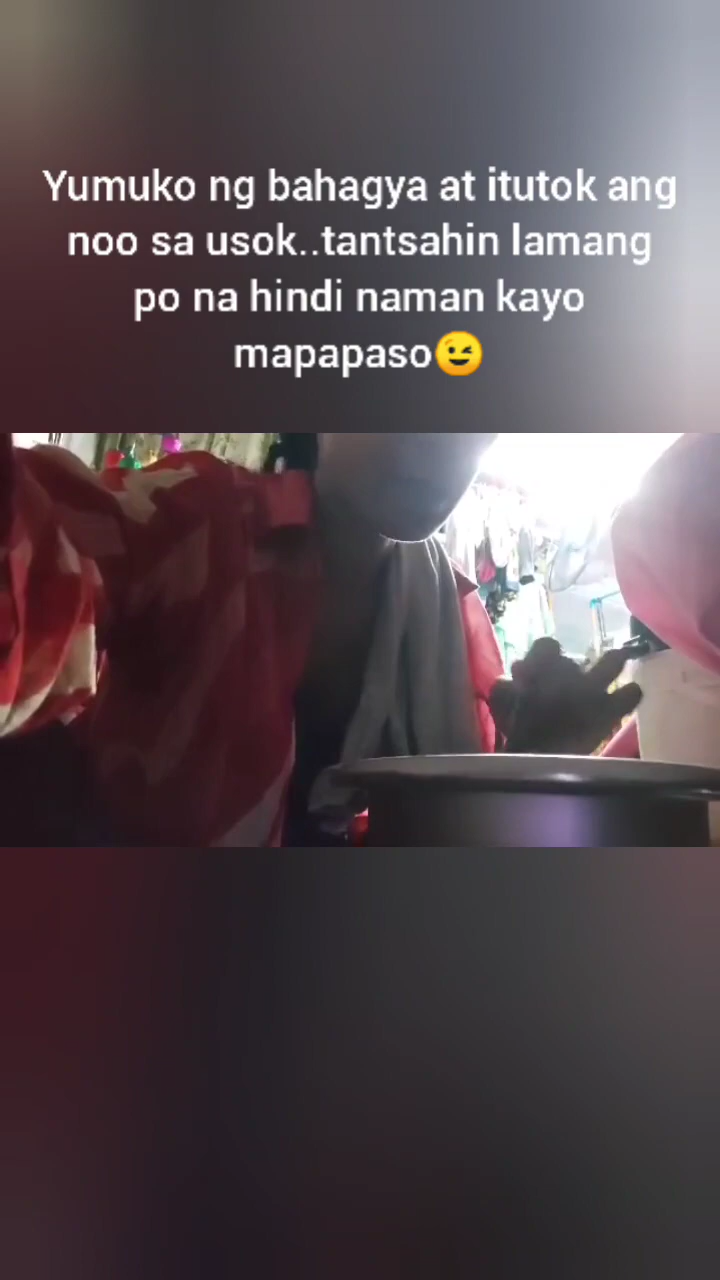 Yumuko ng bahagya at itutok ang
noo sa usok..tantsahin lamang
po na hindi naman kayo
mapapaso😉